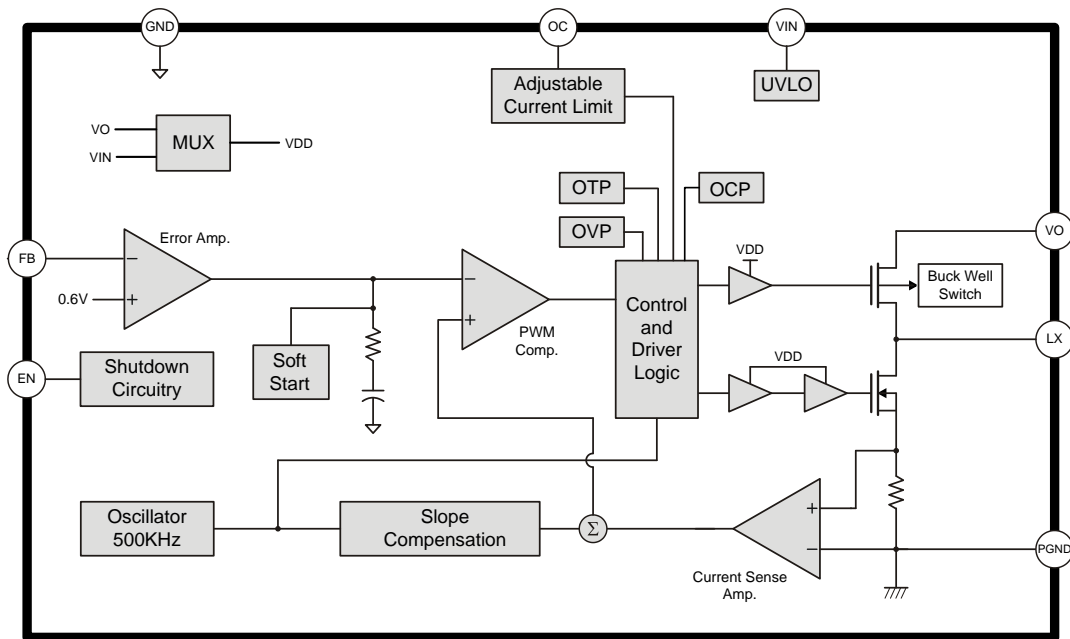 GND
OC
VIN
Adjustable
Current Limit
UVLO
VO
VIN
MUX
VDD
OTP
OCP
OVP
Error Amp.
FB
0.6V
VDD
VO
Buck Well
Switch
Control
and
Driver
Logic
PWM
Comp.
LX
EN
Shutdown
Circuitry
Soft
Start
VDD
Oscillator
500KHz
Slope
Compensation
Σ
Current Sense
Amp.
PGND